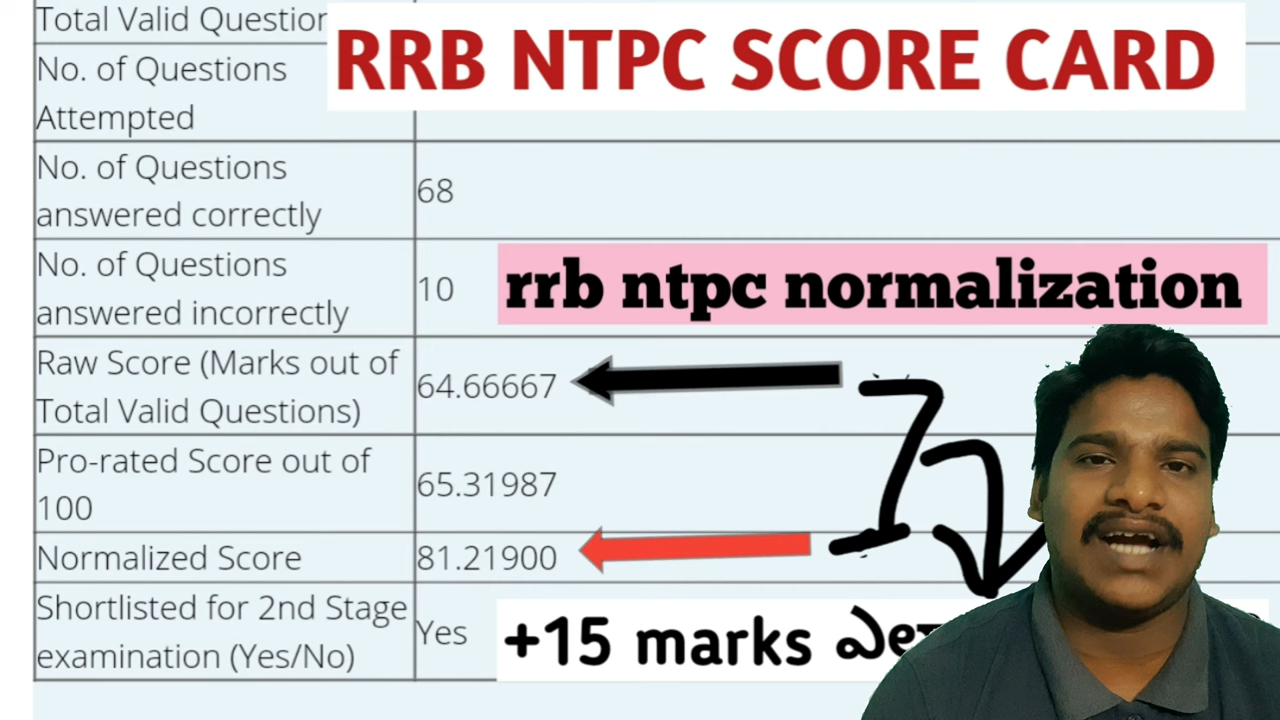 Total Valid Question
RRB NTPC SCORE CARD
No. of Questions
Attempted
No. of Questions
answered correctly
68
No. of Questions
answered incorrectly
10
rrb ntpc normalization
Raw Score (Marks out of
Total Valid Questions)
64.66667
Pro-rated Score out of
100
65.31987
Normalized Score
81.21900
Shortlisted for 2nd Stage
examination (Yes/No)
Yes
+15 marks